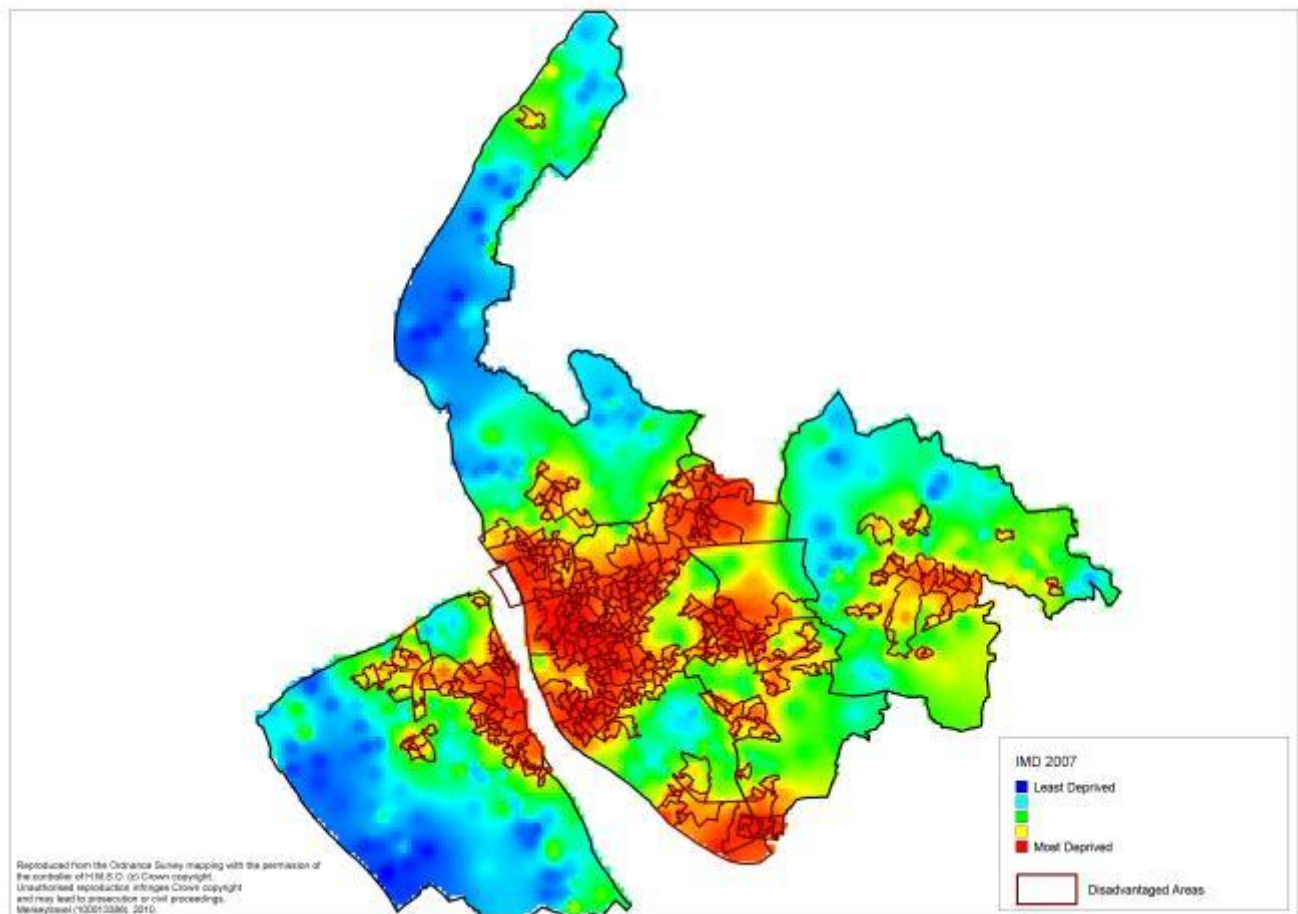 IMD 2007
Least Deprived
Most Deprived
Disadvantaged Areas
Reproduced from the Ordnance Survey mapping with the permission of
the controller of H.M.S.O. (c) Crown copyright.
Unauthorised reproduction infringes Crown copyright
and may lead to prosecution or civil proceedings.
Merseytravel 2010.